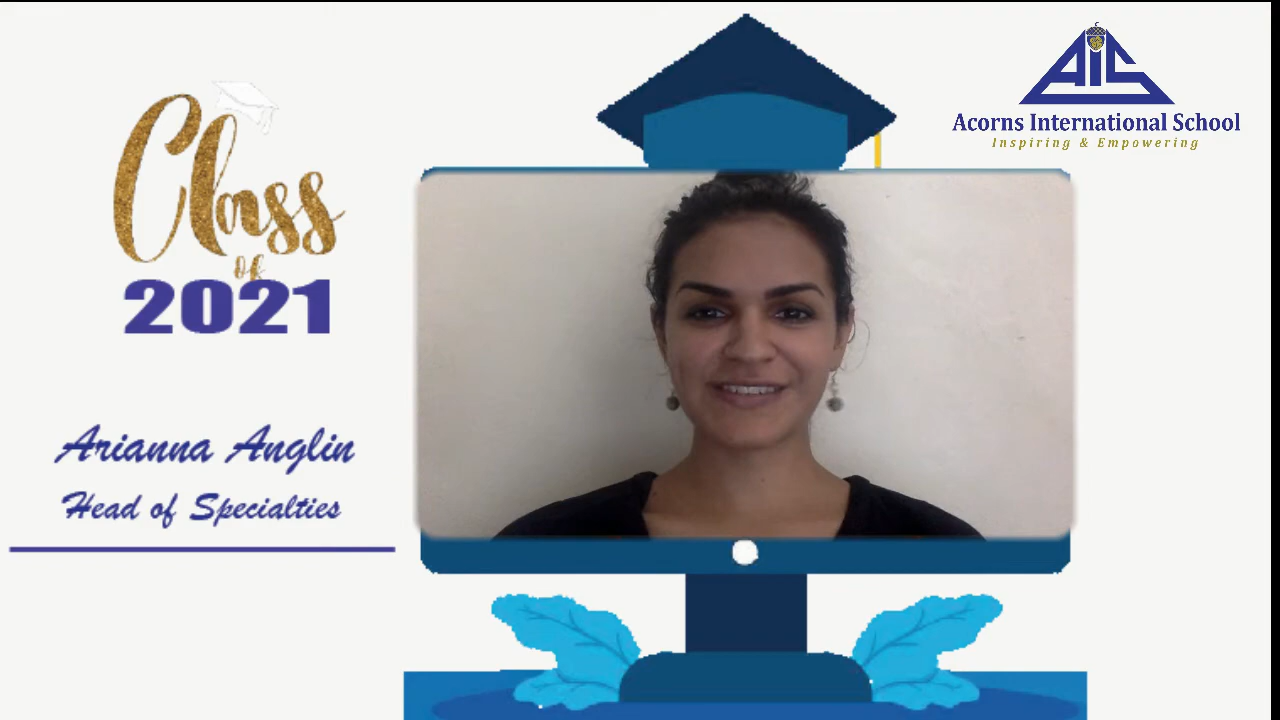 Class
of
2021
Arianna Anglin
Head of Specialties
AIS
Acorns International School
Inspiring & Empowering